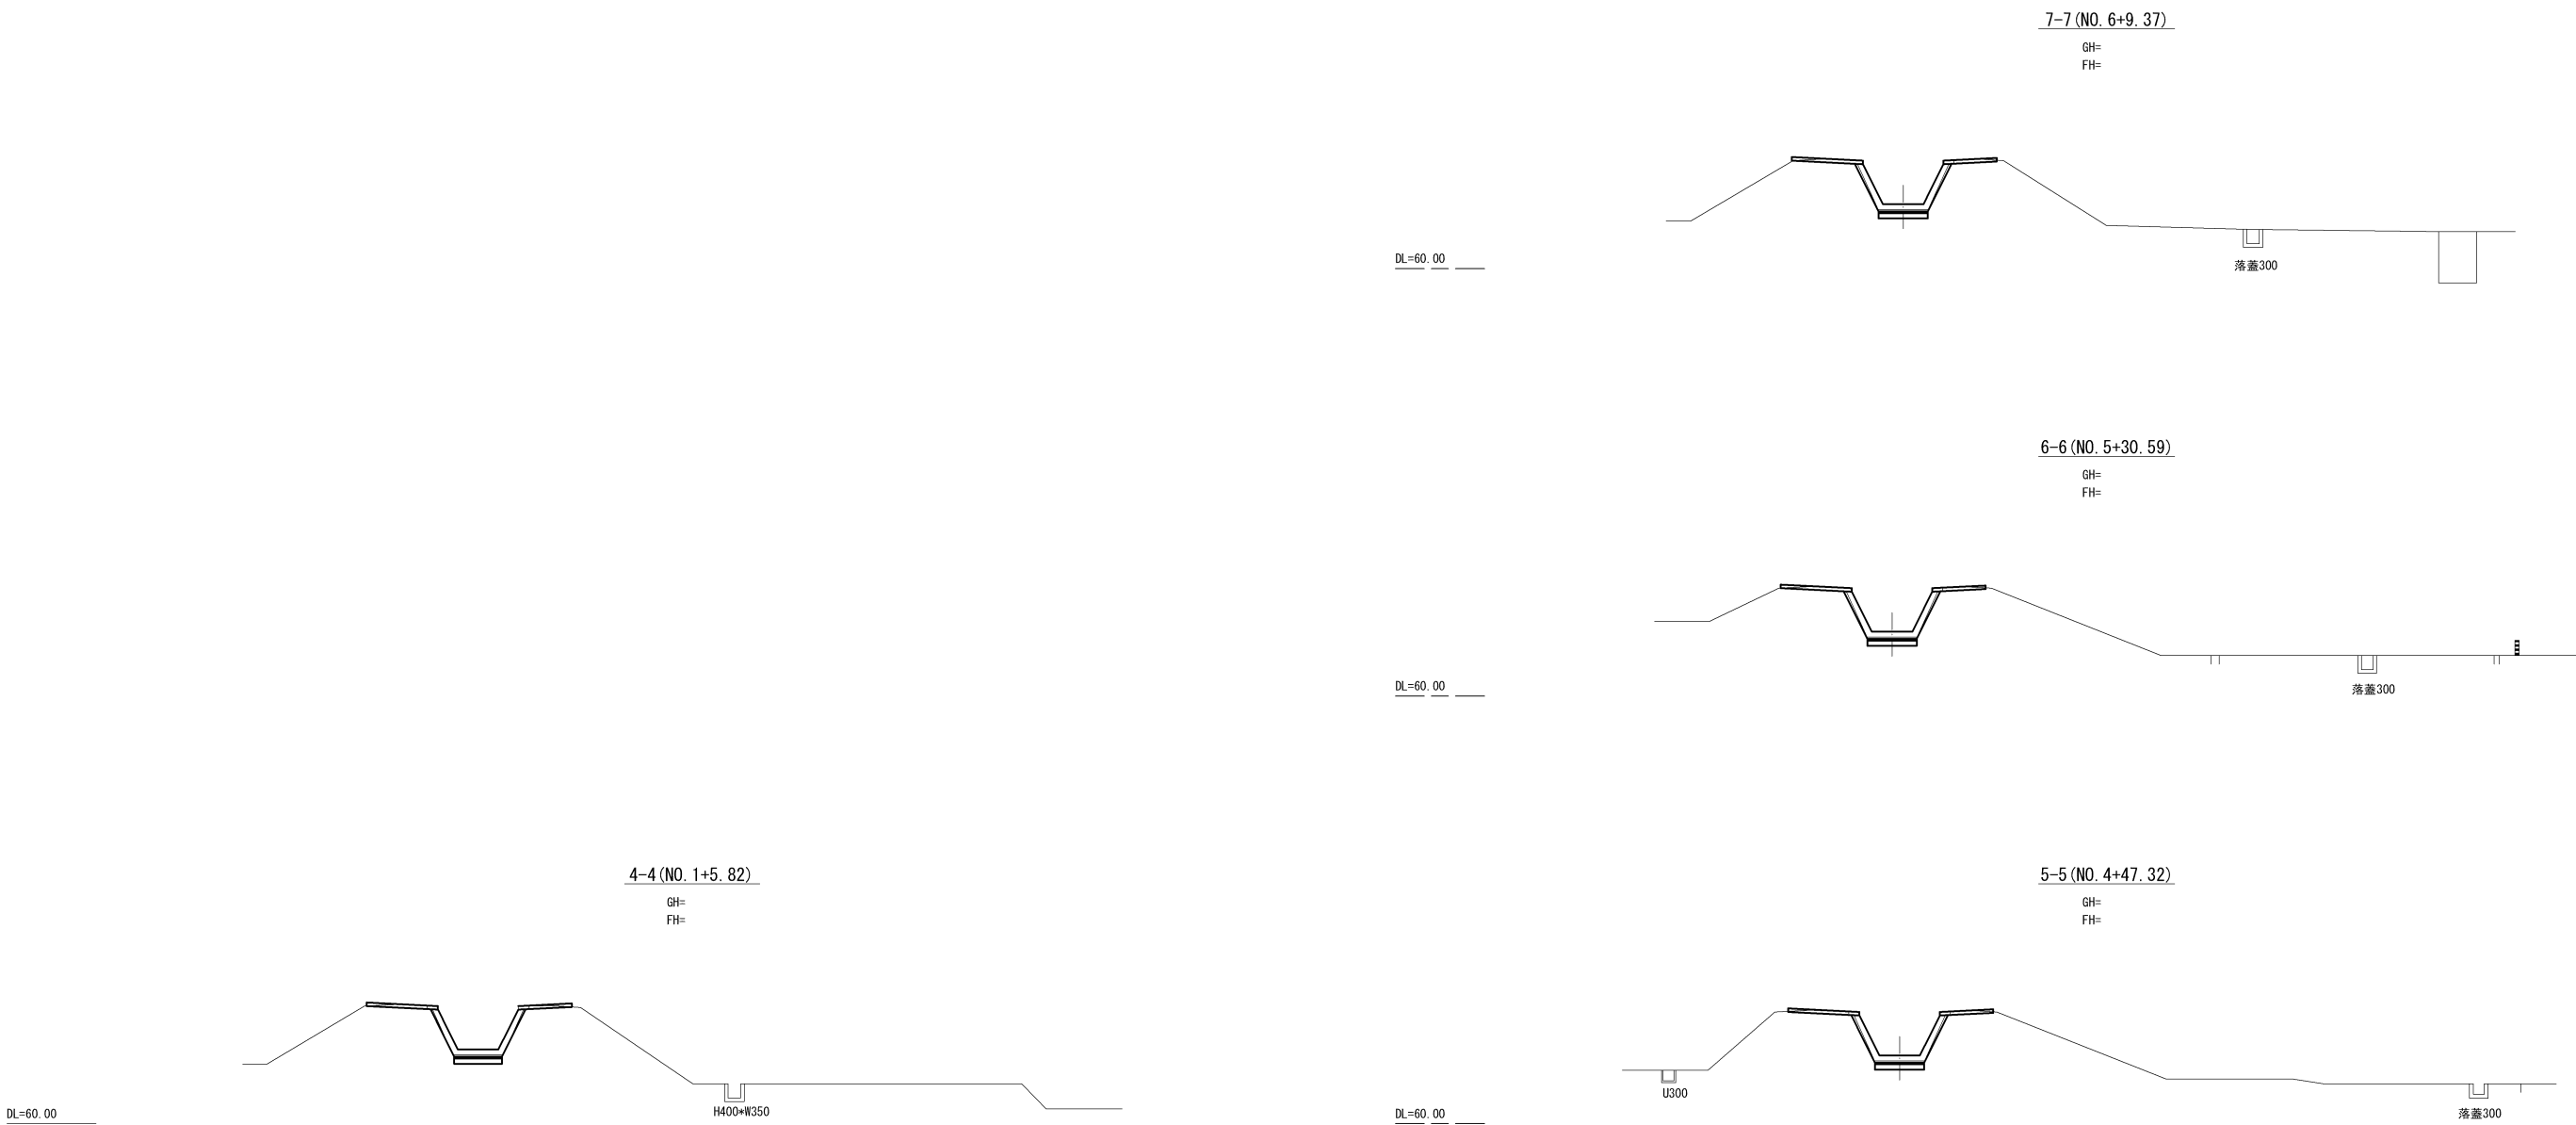 7-7(NO.6+9.37)
GH=
FH=
DL=60.00
落蓋300
6-6(NO.5+30.59)
GH=
FH=
DL=60.00
落蓋300
4-4(NO.1+5.82)
GH=
FH=
DL=60.00
H400*W350
5-5(NO.4+47.32)
GH=
FH=
U300
DL=60.00
落蓋300